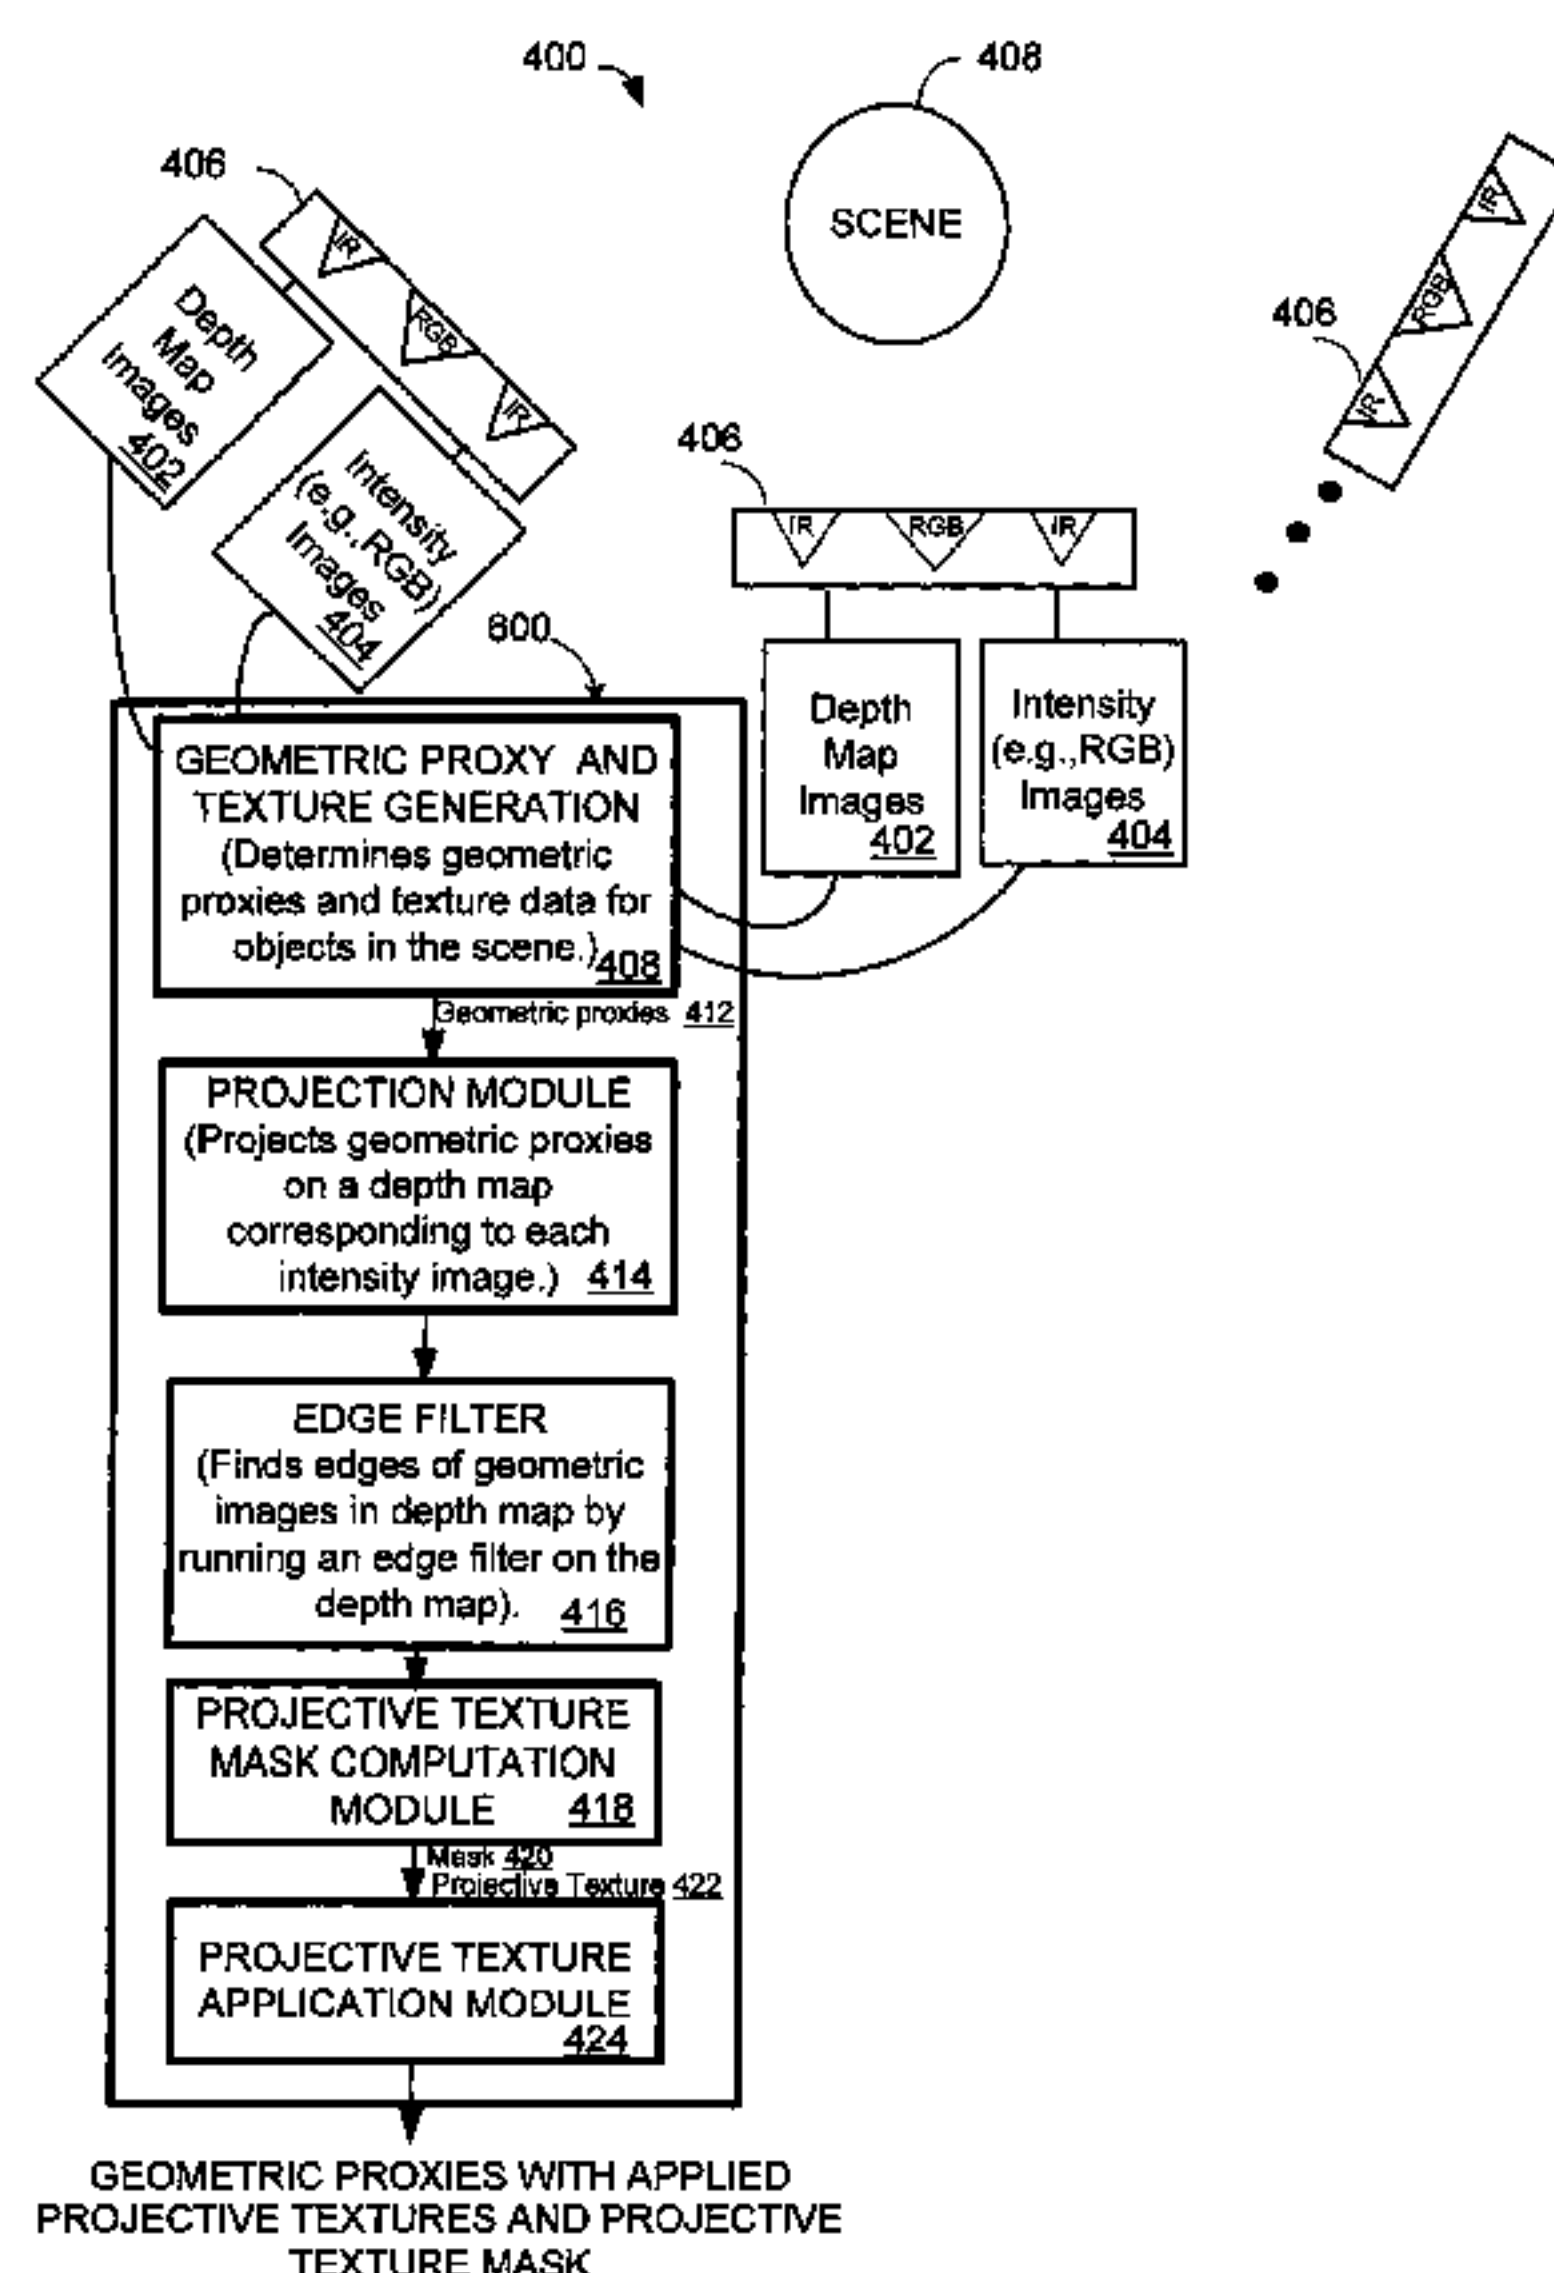 400
408
SCENE
406
IR
RGB
IR
Depth
Map
Images
402
Intensity
(e.g.,RGB)
Images
404
406
IR
RGB
IR
406
IR
RGB
IR
Depth
Map
Images
402
Intensity
(e.g.,RGB)
Images
404
600
GEOMETRIC PROXY AND
TEXTURE GENERATION
(Determines geometric
proxies and texture data for
objects in the scene.)
408
Geometric proxies 412
PROJECTION MODULE
(Projects geometric proxies
on a depth map
corresponding to each
intensity image.) 414
EDGE FILTER
(Finds edges of geometric
images in depth map by
running an edge filter on the
depth map). 416
PROJECTIVE TEXTURE
MASK COMPUTATION
MODULE 418
Mask 420
Projective Texture 422
PROJECTIVE TEXTURE
APPLICATION MODULE
424
GEOMETRIC PROXIES WITH APPLIED
PROJECTIVE TEXTURES AND PROJECTIVE
TEXTURE MASK